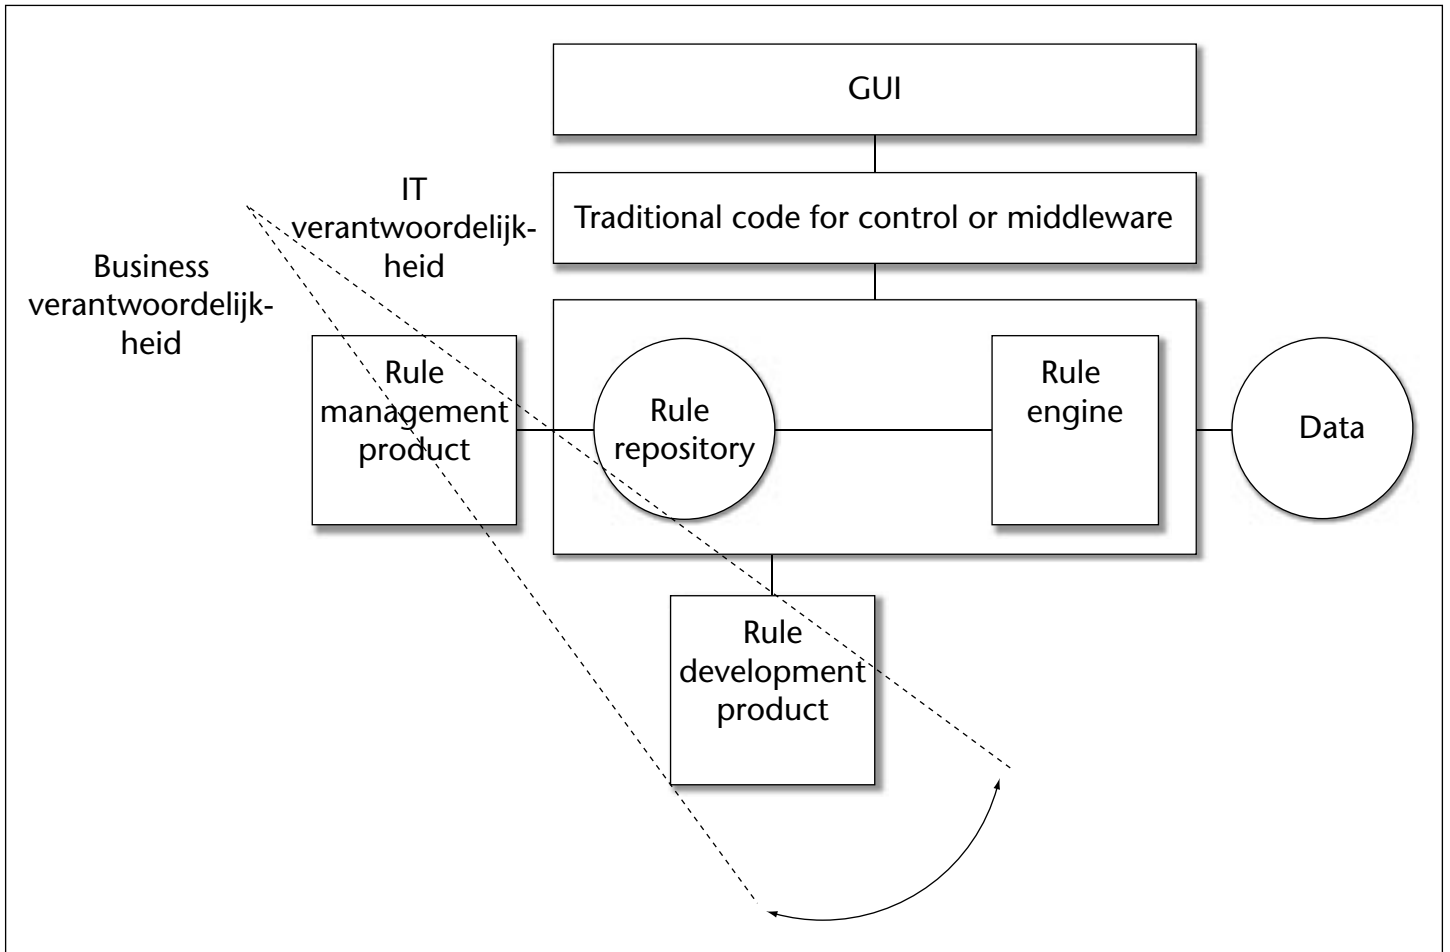 GUI
Traditional code for control or middleware
IT
verantwoordelijk-
heid
Business
verantwoordelijk-
heid
Rule
management
product
Rule
repository
Rule
engine
Data
Rule
development
product